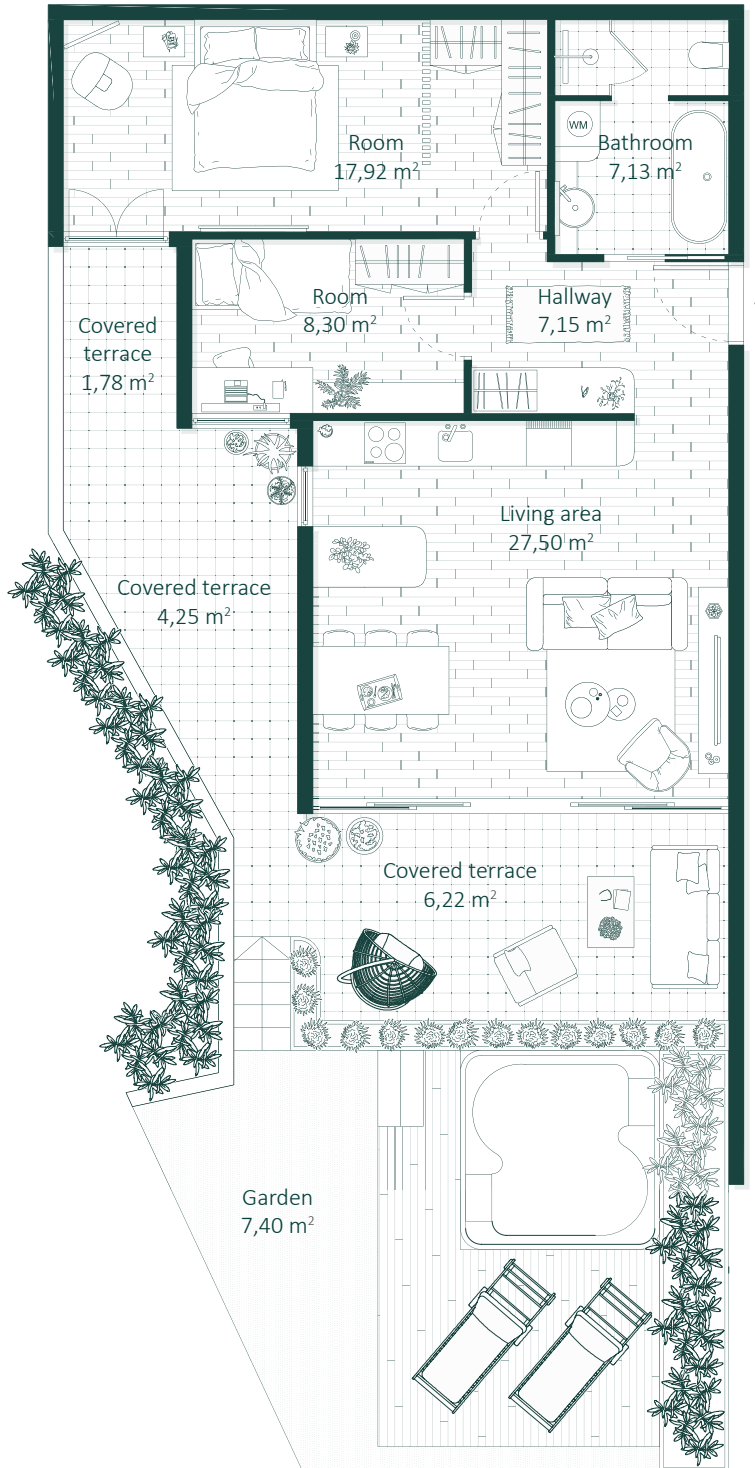 Room
17,92 m²
WM
Bathroom
7,13 m²
Room
8,30 m²
Hallway
7,15 m²
Covered
terrace
1,78 m²
Living area
27,50 m²
Covered terrace
4,25 m²
Covered terrace
6,22 m²
Garden
7,40 m²